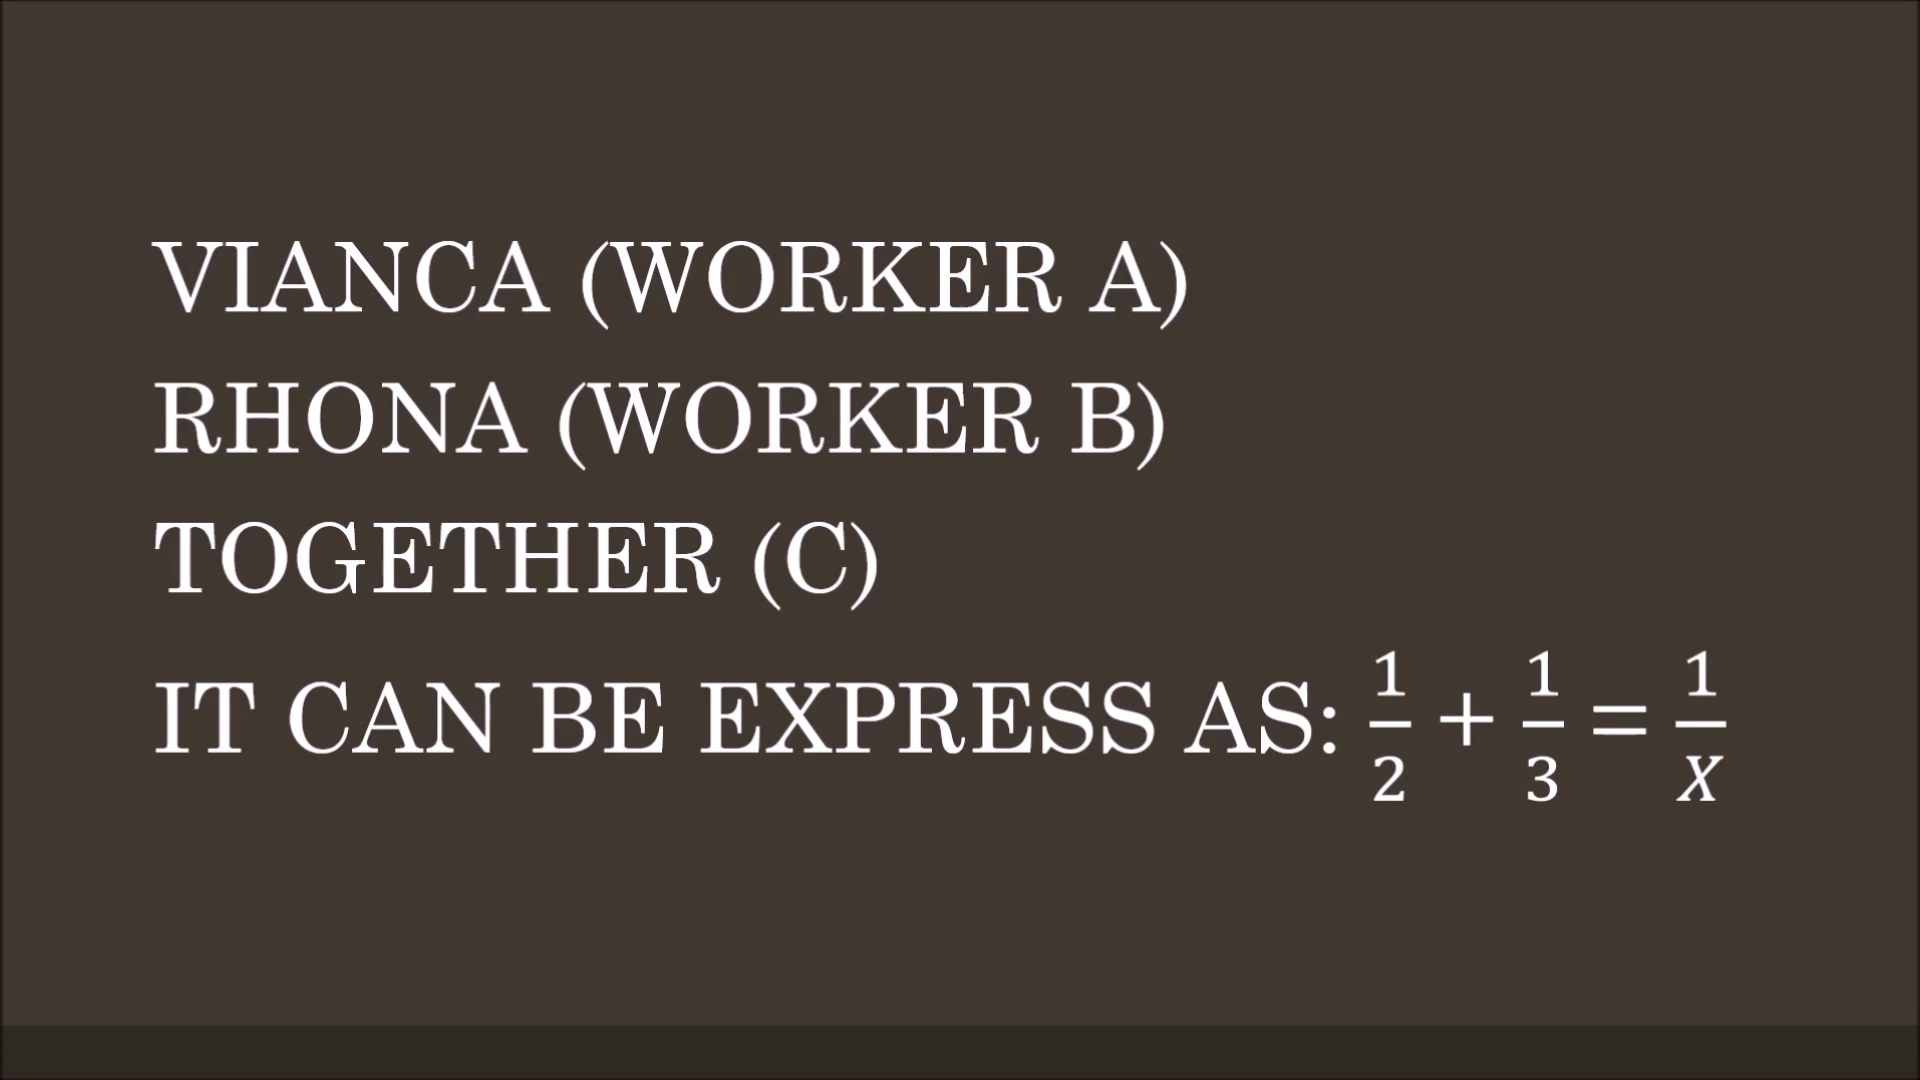 VIANCA (WORKER A)
RHONA (WORKER B)
TOGETHER (C)
IT CAN BE EXPRESS AS: 1/2 + 1/3 = 1/X